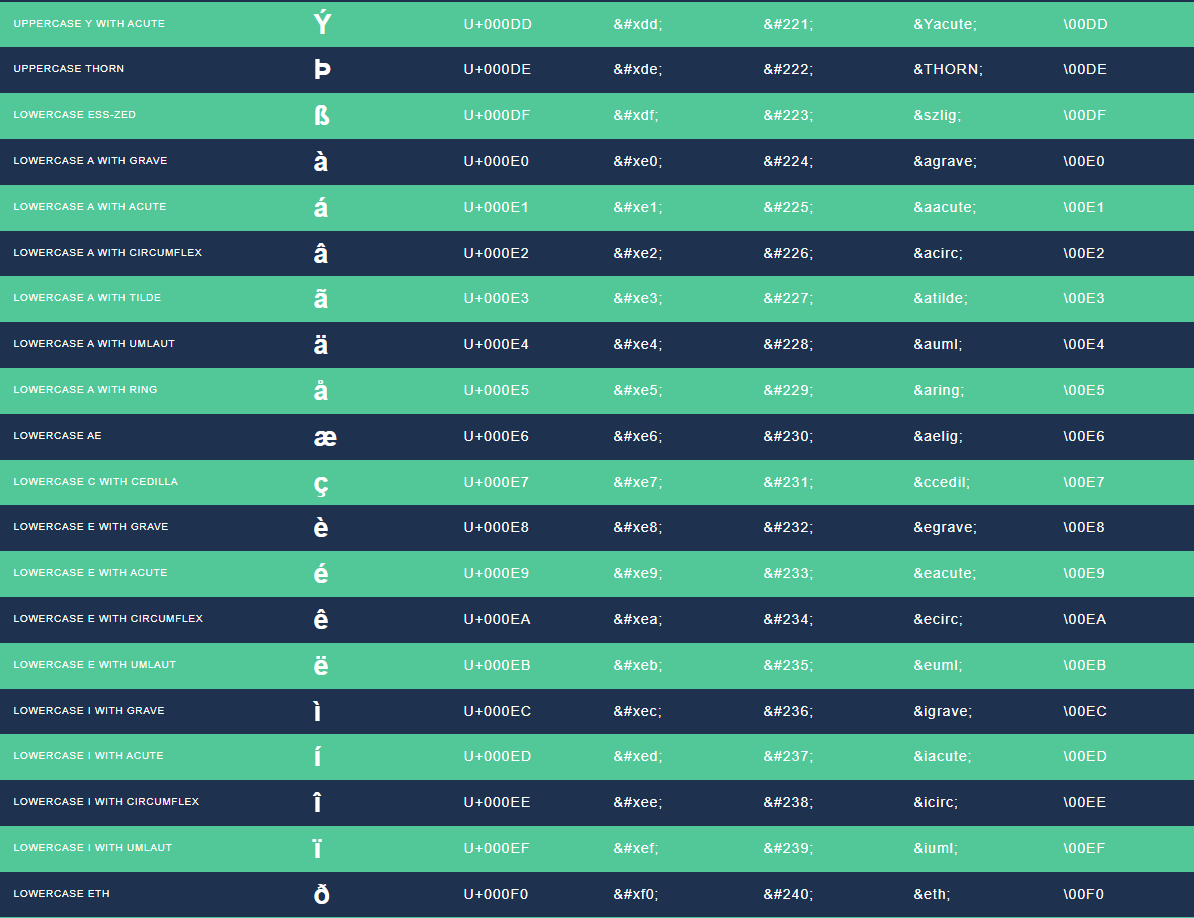 UPPERCASE Y WITH ACUTE Ý U+000DD &#xdd; &#221; &Yacute; \00DD
UPPERCASE THORN Þ U+000DE &#xde; &#222; &THORN; \00DE
LOWERCASE ESS-ZED ß U+000DF &#xdf; &#223; &szlig; \00DF
LOWERCASE A WITH GRAVE à U+000E0 &#xe0; &#224; &agrave; \00E0
LOWERCASE A WITH ACUTE á U+000E1 &#xe1; &#225; &aacute; \00E1
LOWERCASE A WITH CIRCUMFLEX â U+000E2 &#xe2; &#226; &acirc; \00E2
LOWERCASE A WITH TILDE ã U+000E3 &#xe3; &#227; &atilde; \00E3
LOWERCASE A WITH UMLAUT ä U+000E4 &#xe4; &#228; &auml; \00E4
LOWERCASE A WITH RING å U+000E5 &#xe5; &#229; &aring; \00E5
LOWERCASE AE æ U+000E6 &#xe6; &#230; &aelig; \00E6
LOWERCASE C WITH CEDILLA ç U+000E7 &#xe7; &#231; &ccedil; \00E7
LOWERCASE E WITH GRAVE è U+000E8 &#xe8; &#232; &egrave; \00E8
LOWERCASE E WITH ACUTE é U+000E9 &#xe9; &#233; &eacute; \00E9
LOWERCASE E WITH CIRCUMFLEX ê U+000EA &#xea; &#234; &ecirc; \00EA
LOWERCASE E WITH UMLAUT ë U+000EB &#xeb; &#235; &euml; \00EB
LOWERCASE I WITH GRAVE ì U+000EC &#xec; &#236; &igrave; \00EC
LOWERCASE I WITH ACUTE í U+000ED &#xed; &#237; &iacute; \00ED
LOWERCASE I WITH CIRCUMFLEX î U+000EE &#xee; &#238; &icirc; \00EE
LOWERCASE I WITH UMLAUT ï U+000EF &#xef; &#239; &iuml; \00EF
LOWERCASE ETH ð U+000F0 &#xf0; &#240; &eth; \00F0